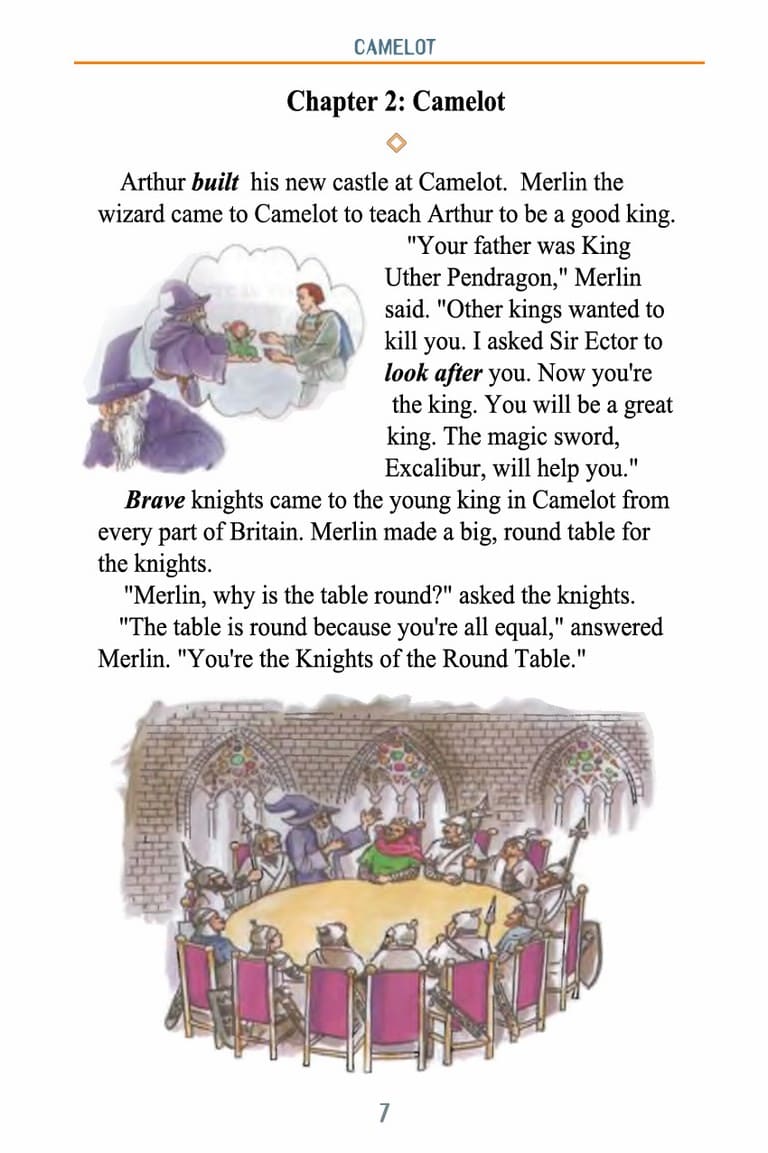 CAMELOT
Chapter 2: Camelot
Arthur built his new castle at Camelot. Merlin the
wizard came to Camelot to teach Arthur to be a good king.
"Your father was King
Uther Pendragon," Merlin
said. "Other kings wanted to
kill you. I asked Sir Ector to
look after you. Now you're
the king. You will be a great
king. The magic sword,
Excalibur, will help you."
Brave knights came to the young king in Camelot from
every part of Britain. Merlin made a big, round table for
the knights.
"Merlin, why is the table round?" asked the knights.
"The table is round because you're all equal," answered
Merlin. "You're the Knights of the Round Table."
7